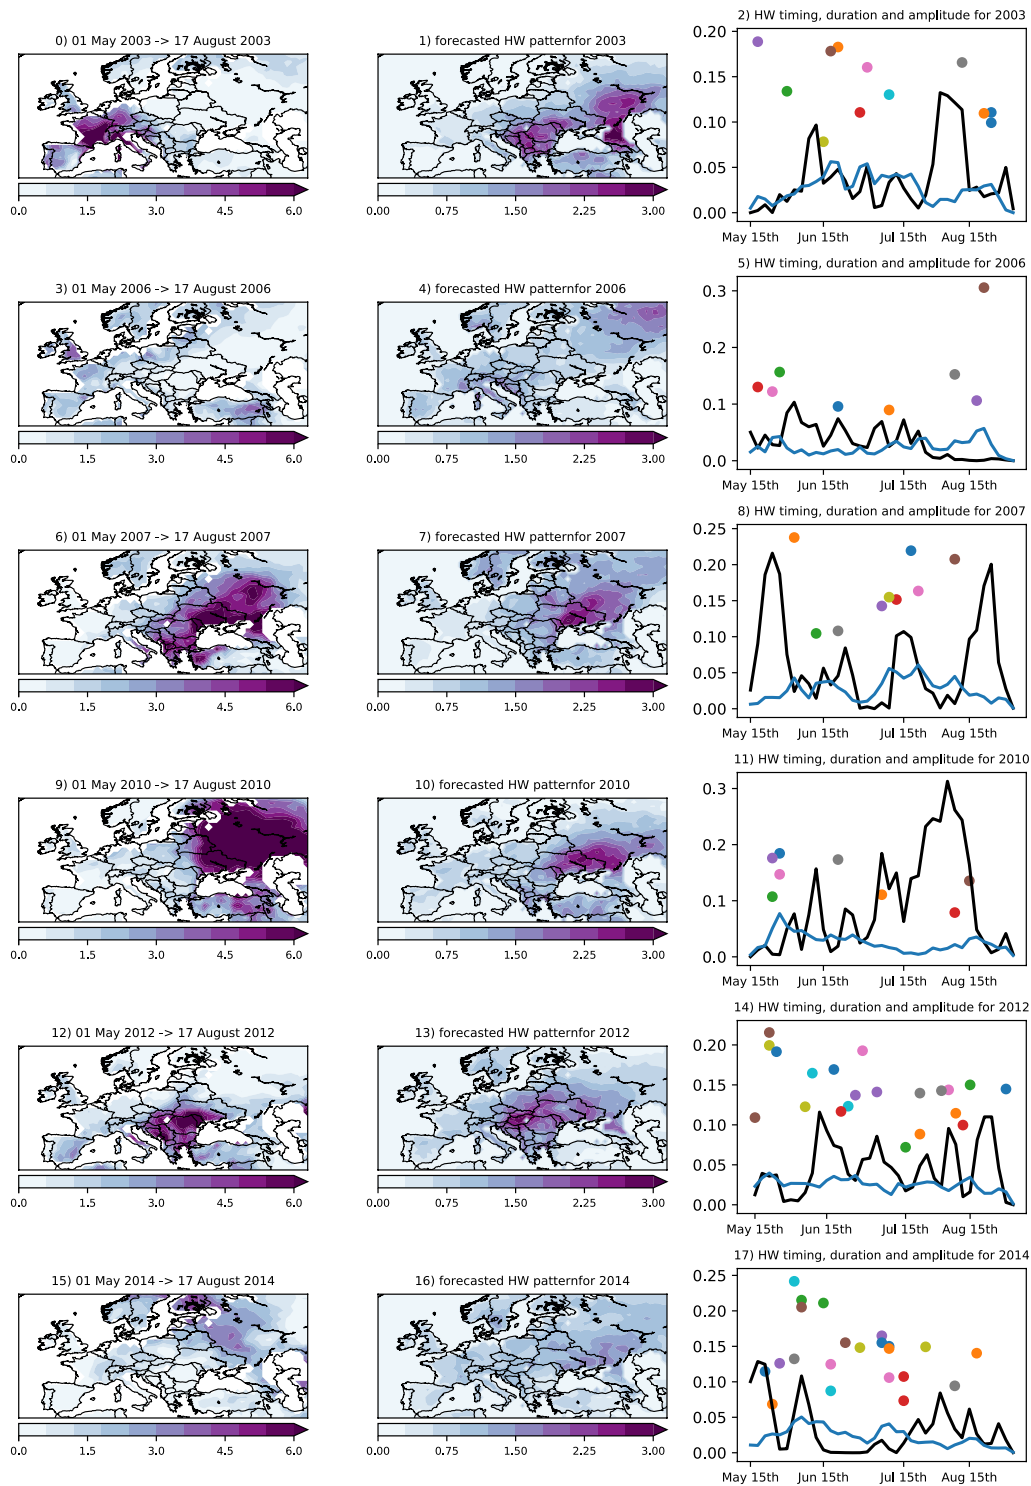 0) 01 May 2003 -> 17 August 2003
0.0 1.5 3.0 4.5 6.0
1) forecasted HW patternfor 2003
0.00 0.75 1.50 2.25 3.00
2) HW timing, duration and amplitude for 2003
0.20
0.15
0.10
0.05
0.00
May 15th Jun 15th Jul 15th Aug 15th
3) 01 May 2006 -> 17 August 2006
0.0 1.5 3.0 4.5 6.0
4) forecasted HW patternfor 2006
0.00 0.75 1.50 2.25 3.00
5) HW timing, duration and amplitude for 2006
0.3
0.2
0.1
0.0
May 15th Jun 15th Jul 15th Aug 15th
6) 01 May 2007 -> 17 August 2007
0.0 1.5 3.0 4.5 6.0
7) forecasted HW patternfor 2007
0.00 0.75 1.50 2.25 3.00
8) HW timing, duration and amplitude for 2007
0.25
0.20
0.15
0.10
0.05
0.00
May 15th Jun 15th Jul 15th Aug 15th
9) 01 May 2010 -> 17 August 2010
0.0 1.5 3.0 4.5 6.0
10) forecasted HW patternfor 2010
0.00 0.75 1.50 2.25 3.00
11) HW timing, duration and amplitude for 2010
0.3
0.2
0.1
0.0
May 15th Jun 15th Jul 15th Aug 15th
12) 01 May 2012 -> 17 August 2012
0.0 1.5 3.0 4.5 6.0
13) forecasted HW patternfor 2012
0.00 0.75 1.50 2.25 3.00
14) HW timing, duration and amplitude for 2012
0.20
0.15
0.10
0.05
0.00
May 15th Jun 15th Jul 15th Aug 15th
15) 01 May 2014 -> 17 August 2014
0.0 1.5 3.0 4.5 6.0
16) forecasted HW patternfor 2014
0.00 0.75 1.50 2.25 3.00
17) HW timing, duration and amplitude for 2014
0.25
0.20
0.15
0.10
0.05
0.00
May 15th Jun 15th Jul 15th Aug 15th